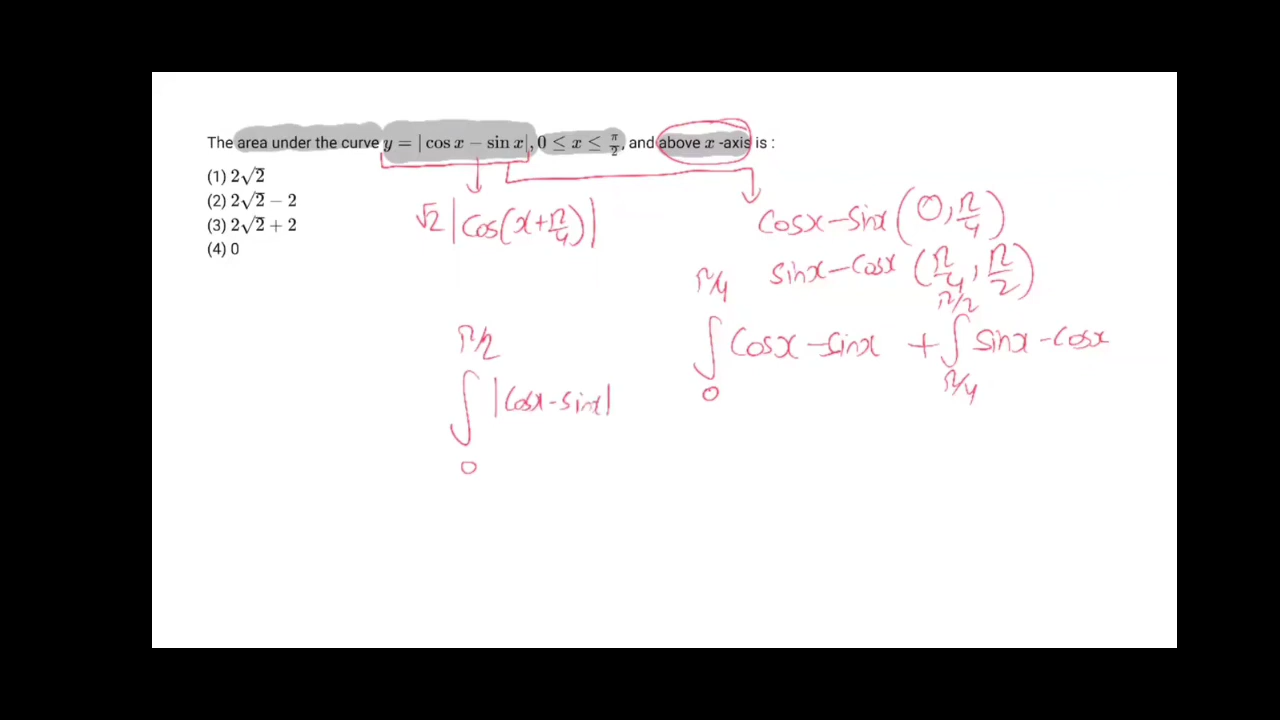 The area under the curve y = | cos x − sin x|, 0 ≤ x ≤ π/2, and above x -axis is :
(1) 2√2
(2) 2√2 − 2
(3) 2√2 + 2
(4) 0
√2 |Cos(x+π/4)|
Cosx−sinx (0, π/4)
sinx−Cosx (π/4, π/2)
∫₀^{π/4} Cosx −sinx + ∫_{π/4}^{π/2} sinx −Cosx
∫₀^{π/2} |Cosx−sinx|